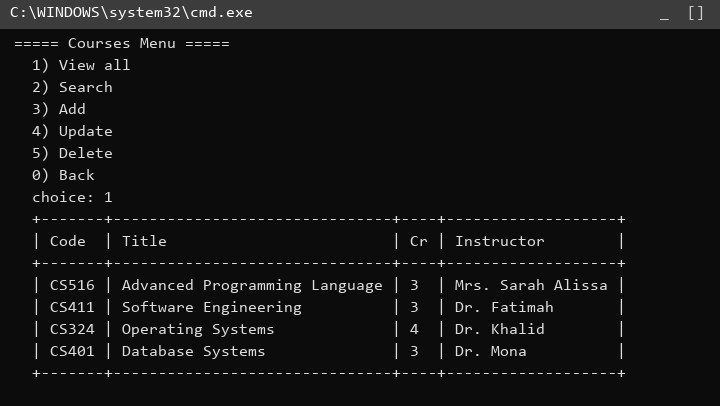 C:\WINDOWS\system32\cmd.exe _ []
===== Courses Menu =====
  1) View all
  2) Search
  3) Add
  4) Update
  5) Delete
  0) Back
  choice: 1
  +-------+-------------------------------+----+-------------------+
  | Code  | Title                         | Cr | Instructor        |
  +-------+-------------------------------+----+-------------------+
  | CS516 | Advanced Programming Language | 3  | Mrs. Sarah Alissa |
  | CS411 | Software Engineering          | 3  | Dr. Fatimah       |
  | CS324 | Operating Systems             | 4  | Dr. Khalid        |
  | CS401 | Database Systems              | 3  | Dr. Mona          |
  +-------+-------------------------------+----+-------------------+